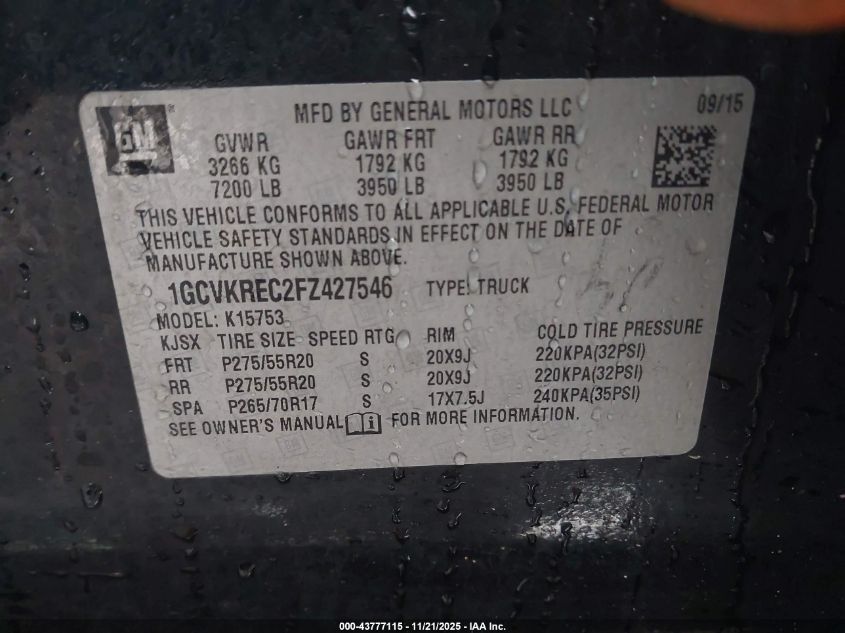 GM ® MFD BY GENERAL MOTORS LLC 09/15
GVWR GAWR FRT GAWR RR
3266 KG 1792 KG 1792 KG
7200 LB 3950 LB 3950 LB
THIS VEHICLE CONFORMS TO ALL APPLICABLE U.S. FEDERAL MOTOR
VEHICLE SAFETY STANDARDS IN EFFECT ON THE DATE OF
MANUFACTURE SHOWN ABOVE.
1GCVKREC2FZ427546 TYPE: TRUCK
MODEL: K15753
KJSX TIRE SIZE SPEED RTG RIM COLD TIRE PRESSURE
FRT P275/55R20 S 20X9J 220KPA(32PSI)
RR P275/55R20 S 20X9J 220KPA(32PSI)
SPA P265/70R17 S 17X7.5J 240KPA(35PSI)
SEE OWNER'S MANUAL FOR MORE INFORMATION.
000-43777115 - 11/21/2025 - IAA Inc.